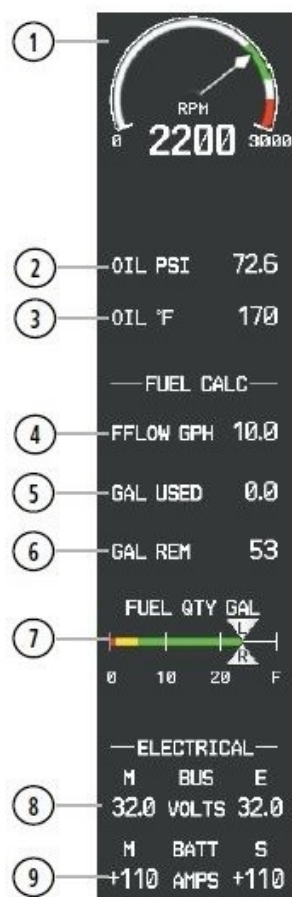 1
RPM
0 2200 3000
2 OIL PSI 72.6
3 OIL °F 170
FUEL CALC
4 FFLOW GPH 10.0
5 GAL USED 0.0
6 GAL REM 53
FUEL QTY GAL
7 L
R
0 10 20 F
ELECTRICAL
M BUS E
8 32.0 VOLTS 32.0
M BATT S
9 +110 AMPS +110